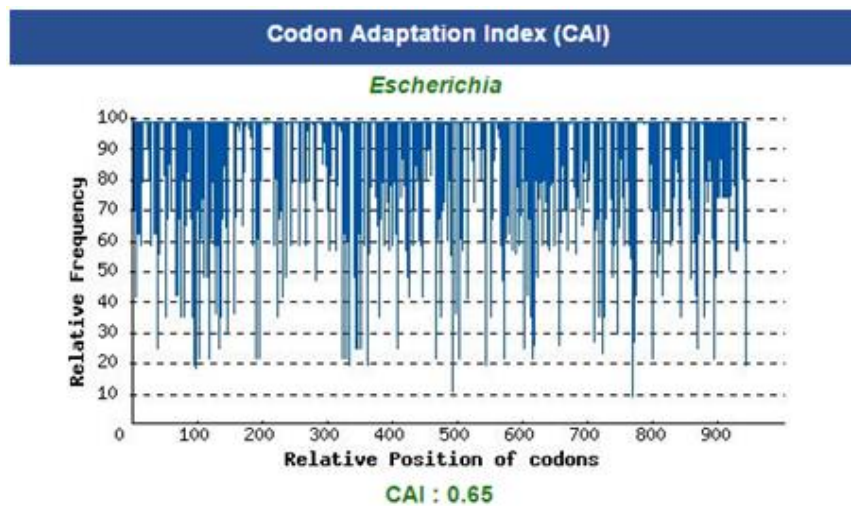 Codon Adaptation Index (CAI)
Escherichia
100
90
80
70
60
50
40
30
20
10
Relative Frequency
0 100 200 300 400 500 600 700 800 900
Relative Position of codons
CAI : 0.65